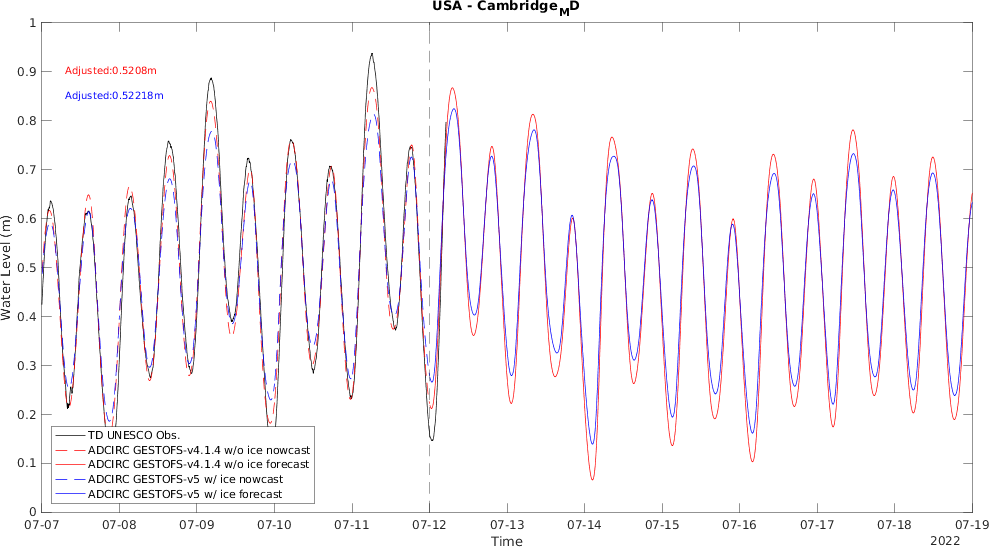 USA - Cambridge_MD
Water Level (m)
1
0.9
0.8
0.7
0.6
0.5
0.4
0.3
0.2
0.1
0
Adjusted:0.5208m
Adjusted:0.52218m
TD UNESCO Obs.
ADCIRC GESTOFS-v4.1.4 w/o ice nowcast
ADCIRC GESTOFS-v4.1.4 w/o ice forecast
ADCIRC GESTOFS-v5 w/ ice nowcast
ADCIRC GESTOFS-v5 w/ ice forecast
07-07 07-08 07-09 07-10 07-11 07-12 07-13 07-14 07-15 07-16 07-17 07-18 07-19
Time
2022